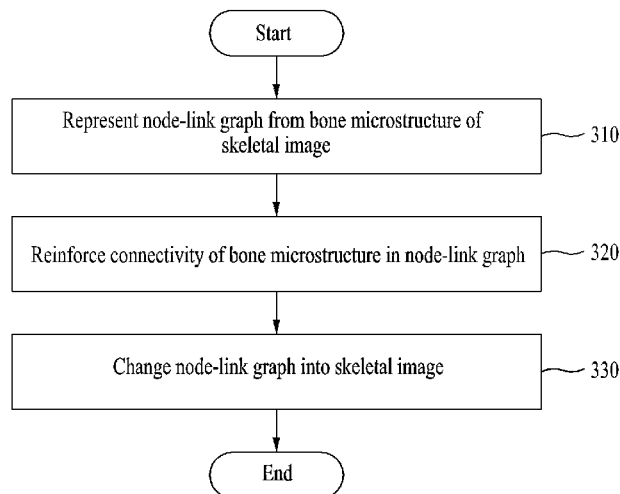 Start
Represent node-link graph from bone microstructure of
skeletal image
310
Reinforce connectivity of bone microstructure in node-link graph
320
Change node-link graph into skeletal image
330
End